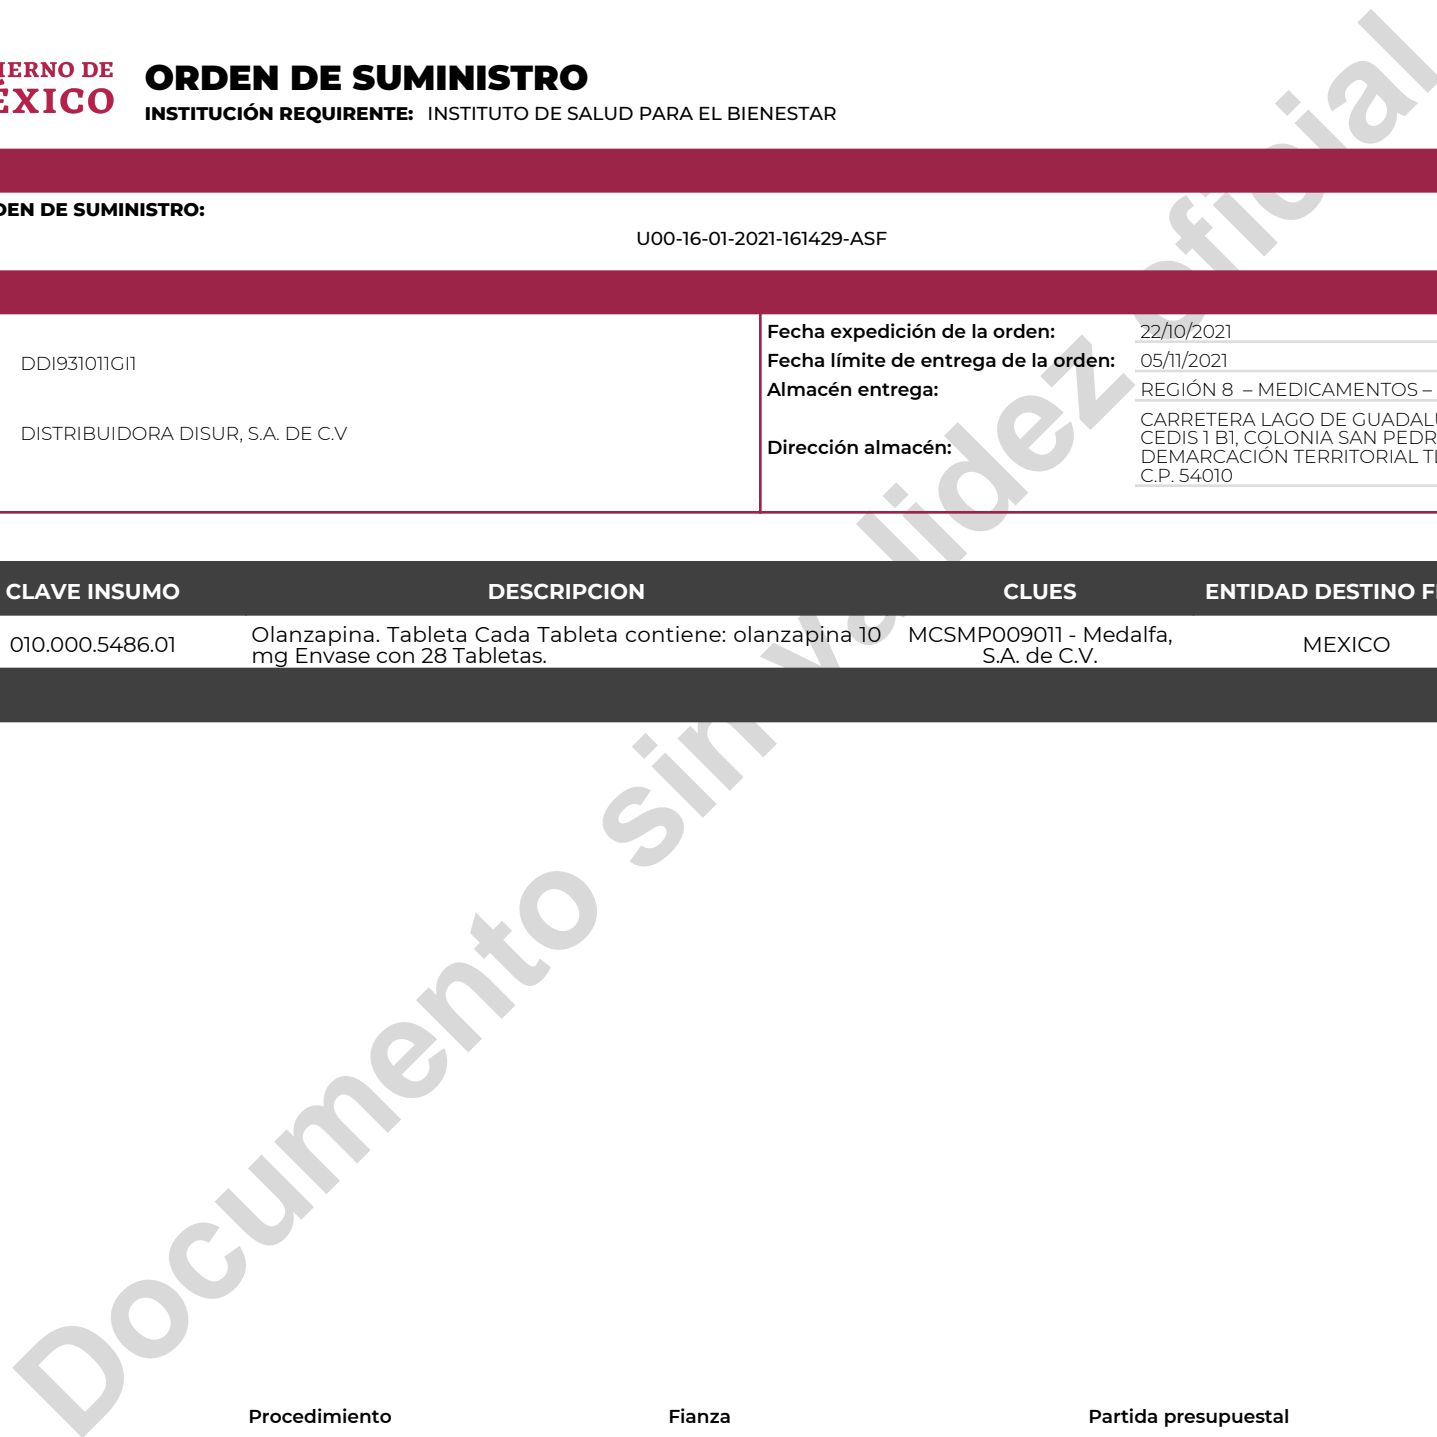 IERNO DE
ÉXICO
ORDEN DE SUMINISTRO
INSTITUCIÓN REQUIRENTE: INSTITUTO DE SALUD PARA EL BIENESTAR
DEN DE SUMINISTRO:
U00-16-01-2021-161429-ASF
DDI931011GI1
DISTRIBUIDORA DISUR, S.A. DE C.V
Fecha expedición de la orden: 22/10/2021
Fecha límite de entrega de la orden: 05/11/2021
Almacén entrega: REGIÓN 8 – MEDICAMENTOS –
Dirección almacén:
CARRETERA LAGO DE GUADALU
CEDIS 1 B1, COLONIA SAN PEDR
DEMARCACIÓN TERRITORIAL TL
C.P. 54010
CLAVE INSUMO DESCRIPCION CLUES ENTIDAD DESTINO F
010.000.5486.01
Olanzapina. Tableta Cada Tableta contiene: olanzapina 10
mg Envase con 28 Tabletas.
MCSMP009011 - Medalfa,
S.A. de C.V.
MEXICO
Documento sin validez oficial
Procedimiento Fianza Partida presupuestal